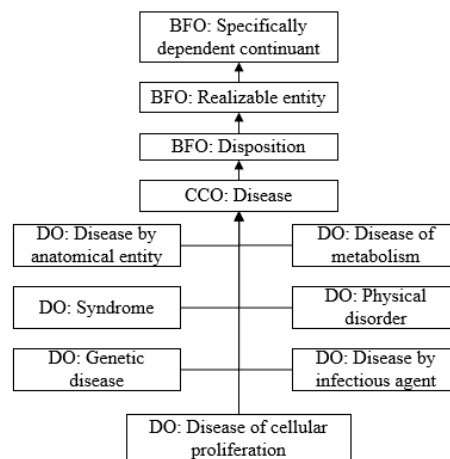 BFO: Specifically
dependent continuant
BFO: Realizable entity
BFO: Disposition
CCO: Disease
DO: Disease by
anatomical entity
DO: Disease of
metabolism
DO: Syndrome
DO: Physical
disorder
DO: Genetic
disease
DO: Disease by
infectious agent
DO: Disease of cellular
proliferation